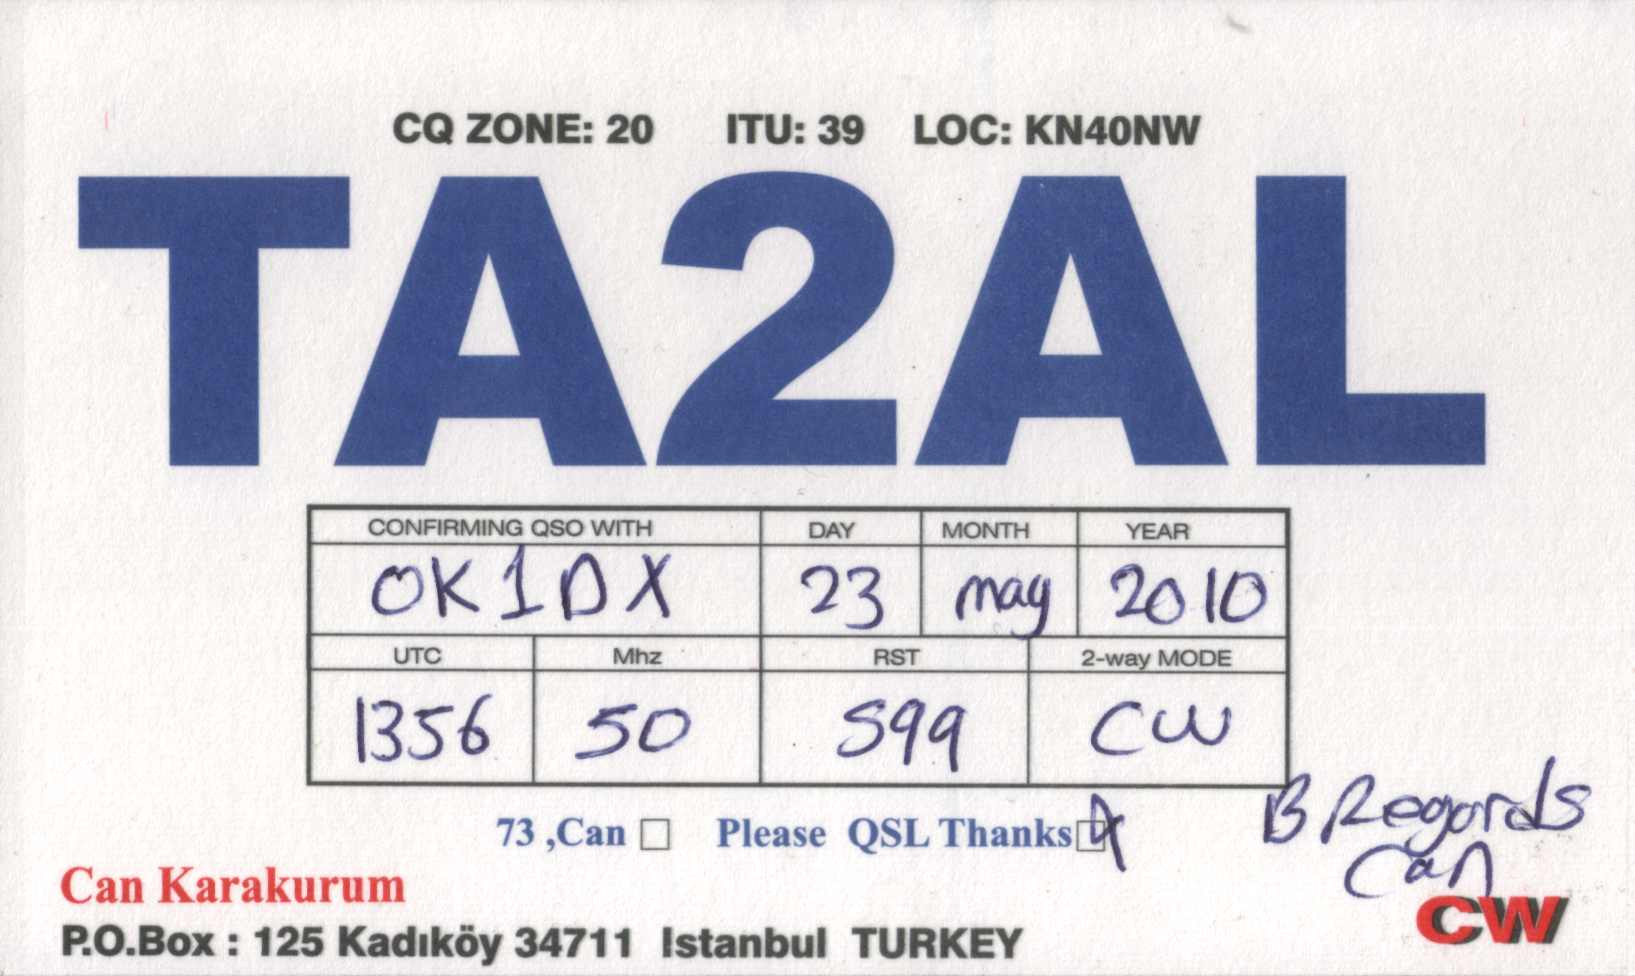 CQ ZONE: 20 ITU: 39 LOC: KN40NW
TA2AL
CONFIRMING QSO WITH DAY MONTH YEAR
OK1DX 23 may 2010
UTC Mhz RST 2-way MODE
1356 50 599 CW
73 ,Can Please QSL Thanks
B Regards
Can
Can Karakurum
CW
P.O.Box : 125 Kadıköy 34711 Istanbul TURKEY